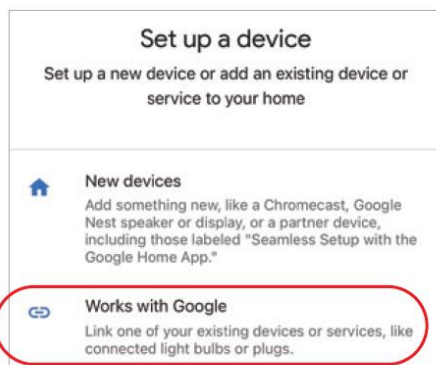 Set up a device
Set up a new device or add an existing device or
service to your home
New devices
Add something new, like a Chromecast, Google
Nest speaker or display, or a partner device,
including those labeled "Seamless Setup with the
Google Home App."
Works with Google
Link one of your existing devices or services, like
connected light bulbs or plugs.